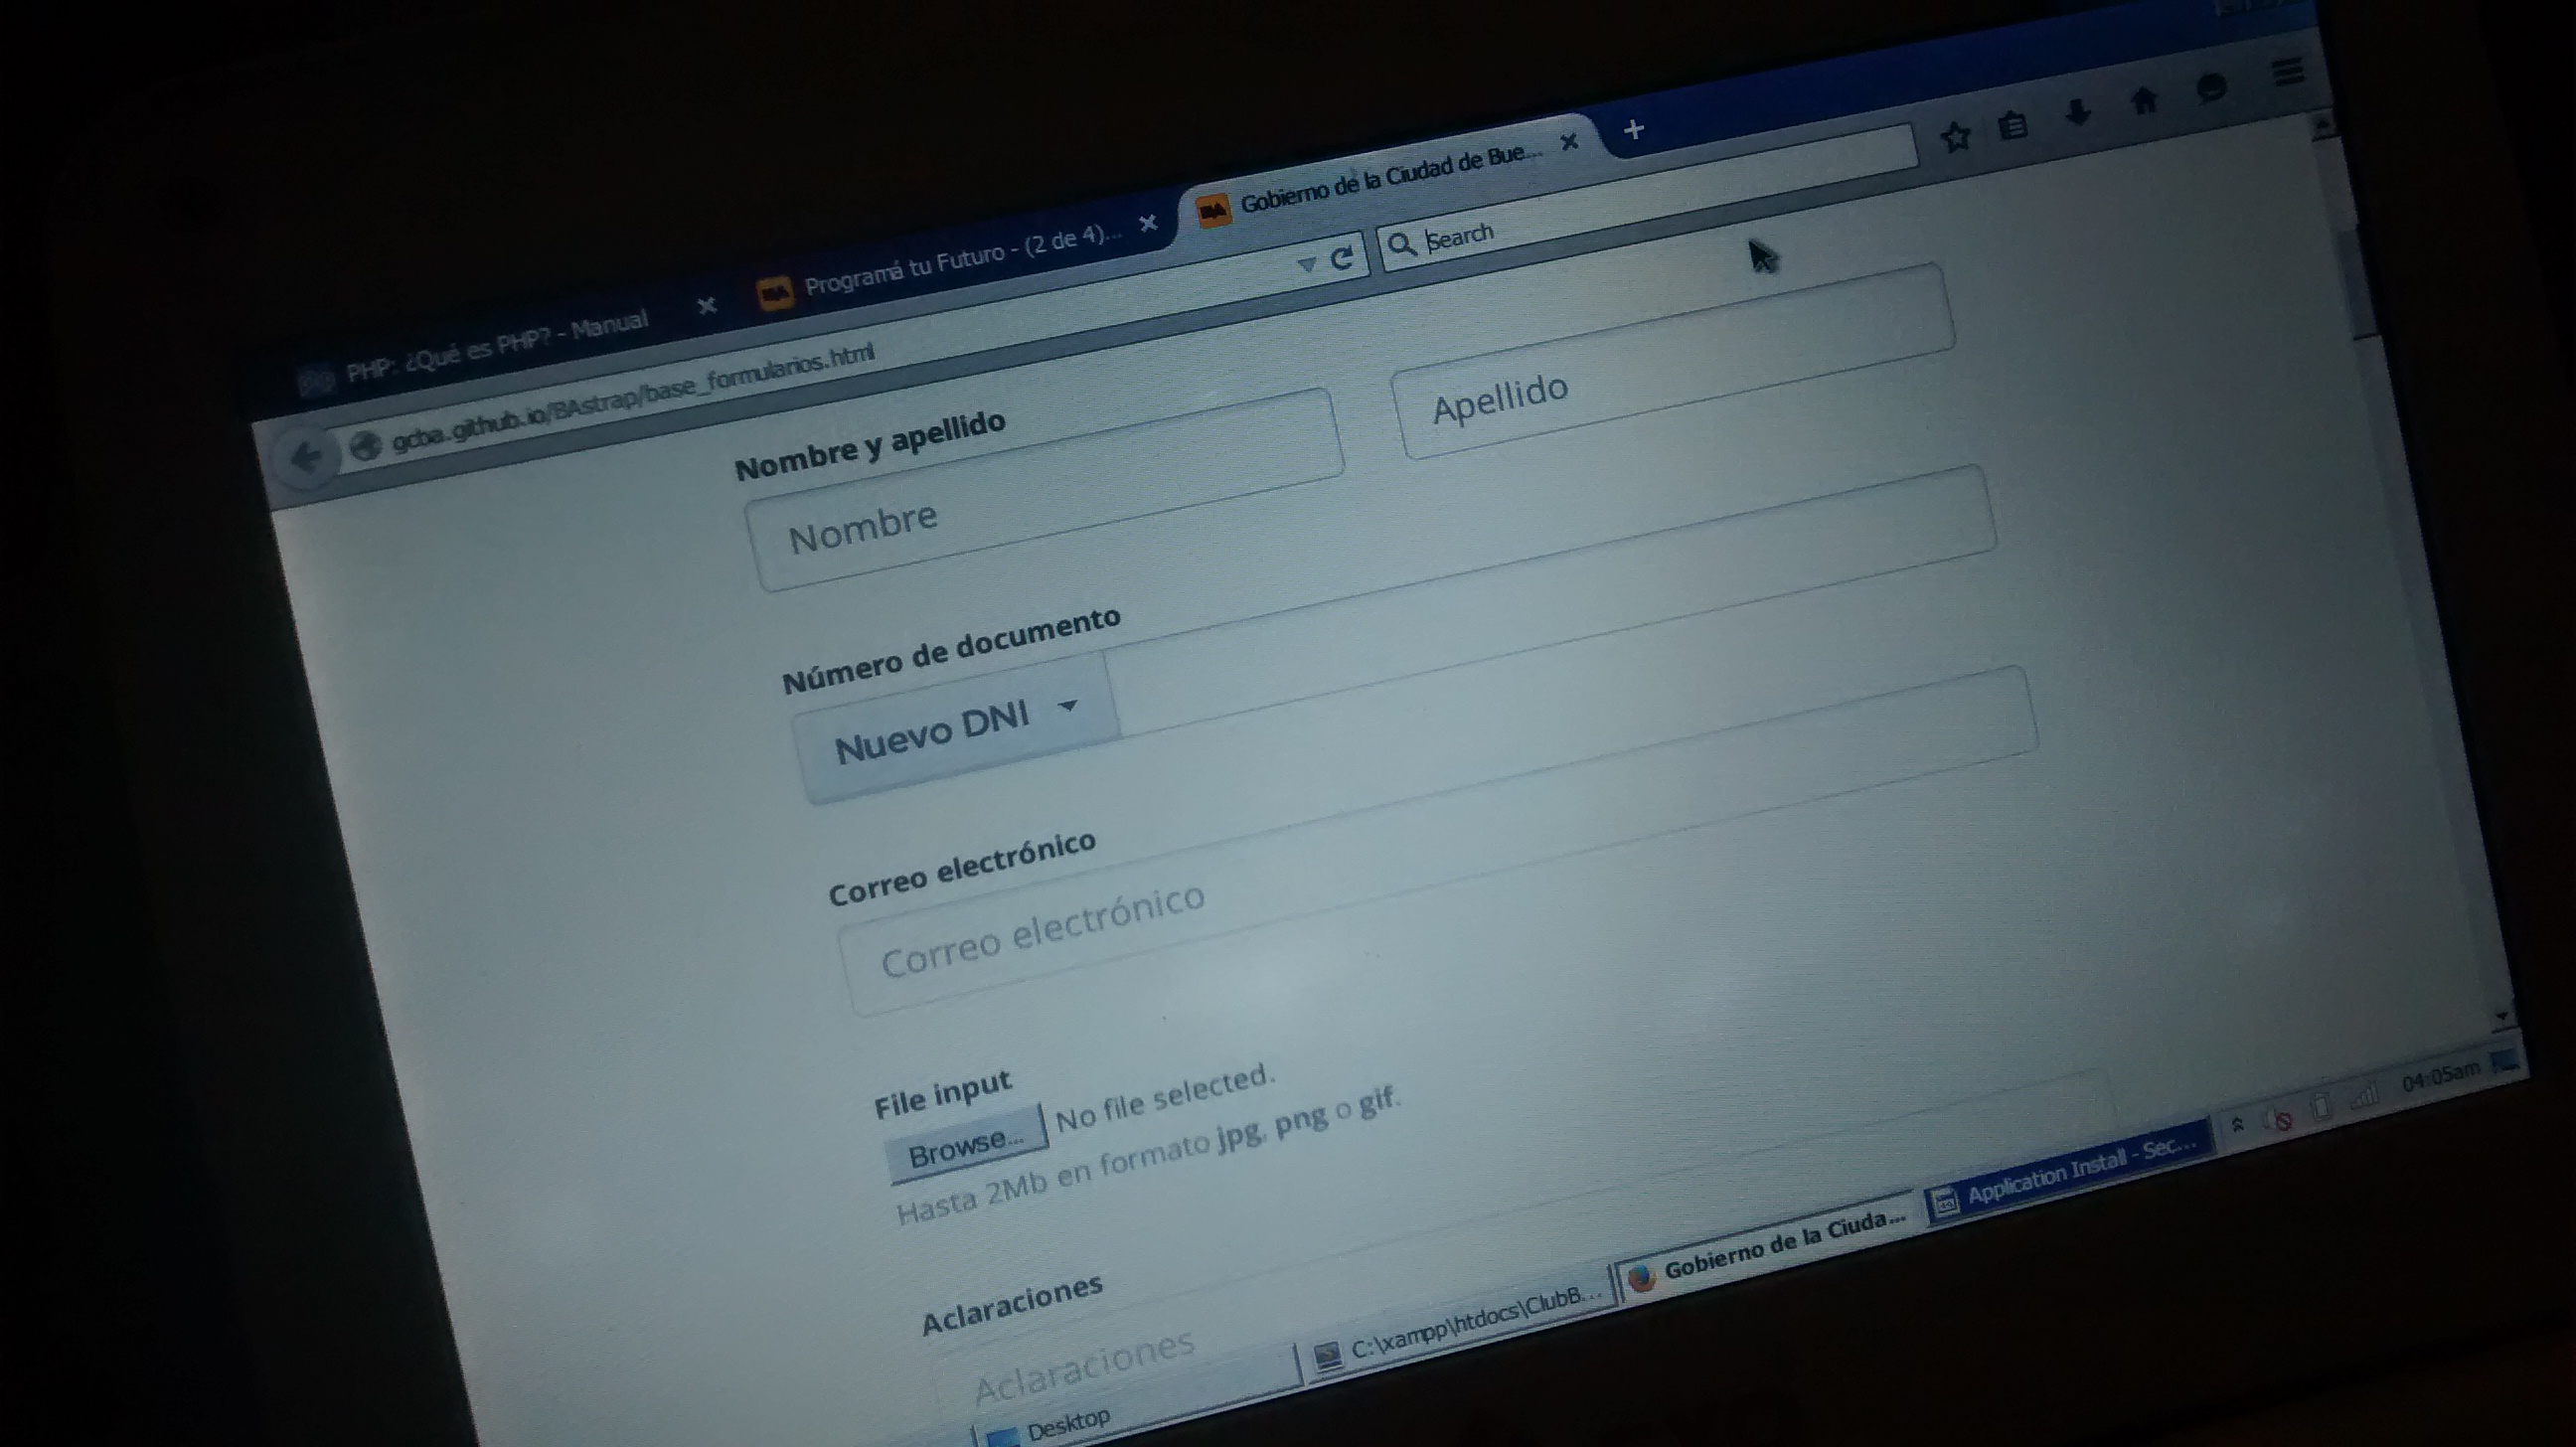 PHP: ¿Qué es PHP? - Manual
Programá tu Futuro - (2 de 4)...
Gobierno de la Ciudad de Bue...
gcba.github.io/BAstrap/base_formularios.html
Search
Nombre y apellido
Nombre
Apellido
Número de documento
Nuevo DNI
Correo electrónico
Correo electrónico
File input
Browse... No file selected.
Hasta 2Mb en formato jpg, png o gif.
Aclaraciones
Aclaraciones
Desktop
C:\xampp\htdocs\ClubB...
Gobierno de la Ciuda...
Application Install - Sec...
04:05am